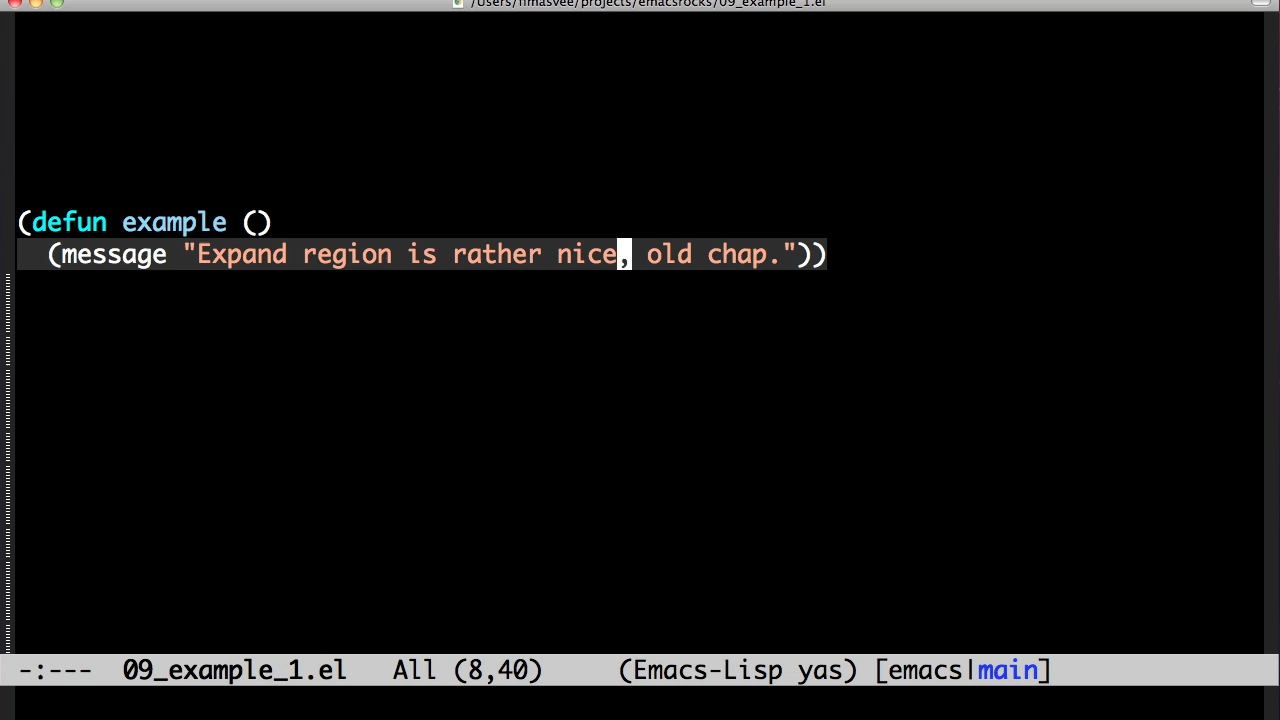 /Users/fimasvee/projects/emacsrocks/09_example_1.el
(defun example ()
  (message "Expand region is rather nice, old chap."))
-:---  09_example_1.el   All (8,40)     (Emacs-Lisp yas) [emacs|main]